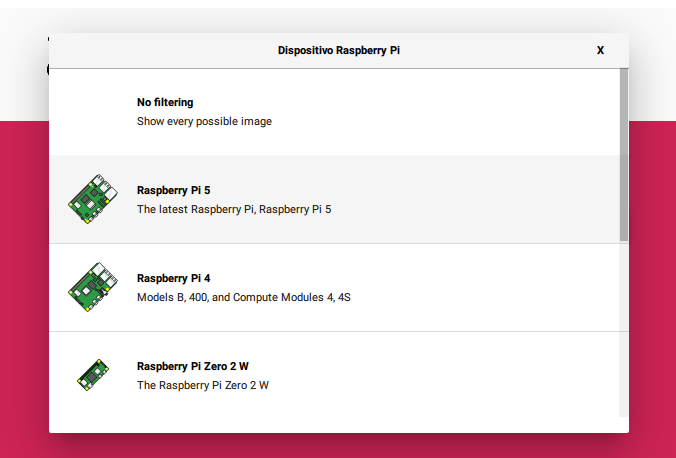 Dispositivo Raspberry Pi
X
No filtering
Show every possible image
Raspberry Pi 5
The latest Raspberry Pi, Raspberry Pi 5
Raspberry Pi 4
Models B, 400, and Compute Modules 4, 4S
Raspberry Pi Zero 2 W
The Raspberry Pi Zero 2 W